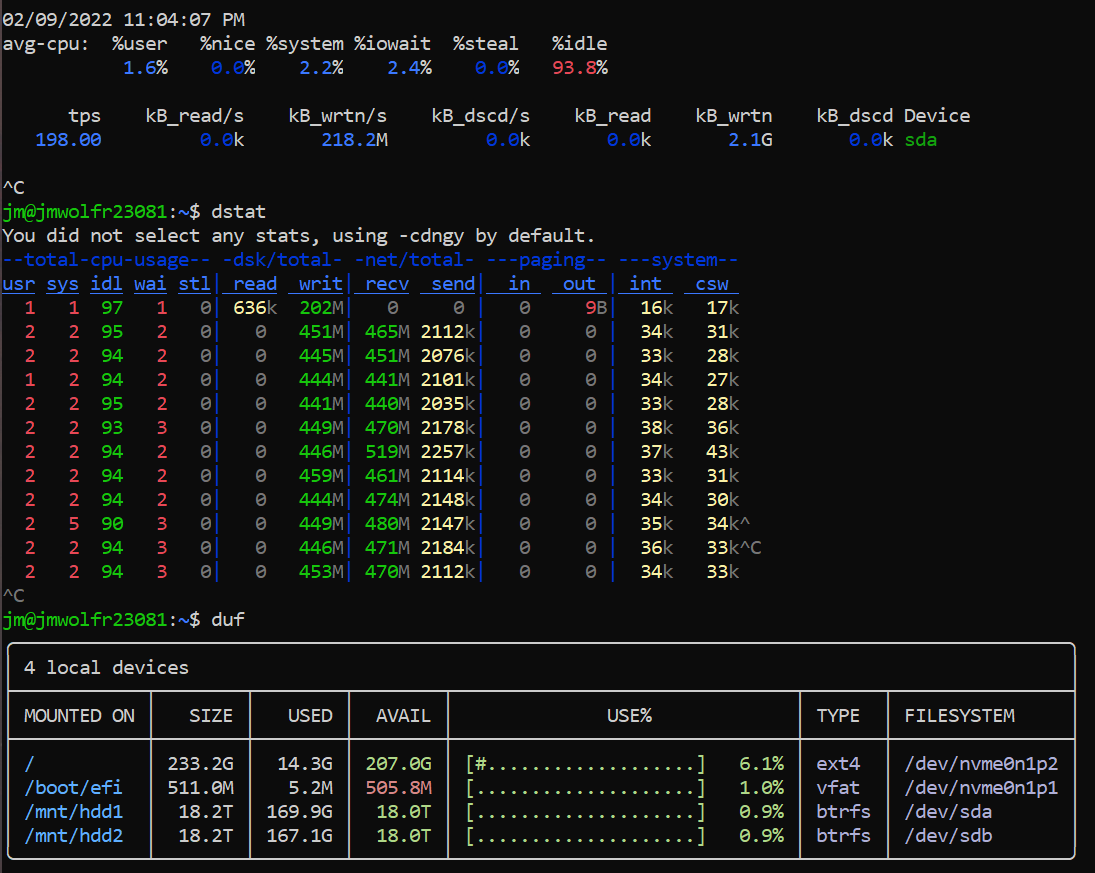 02/09/2022 11:04:07 PM
avg-cpu:  %user   %nice %system %iowait  %steal   %idle
           1.6%    0.0%    2.2%    2.4%    0.0%   93.8%
      tps    kB_read/s    kB_wrtn/s    kB_dscd/s    kB_read    kB_wrtn    kB_dscd Device
   198.00         0.0k       218.2M         0.0k       0.0k       2.1G       0.0k sda
^C
jm@jmwolfr23081:~$ dstat
You did not select any stats, using -cdngy by default.
--total-cpu-usage-- -dsk/total- -net/total- ---paging-- ---system--
usr sys idl wai stl| read  writ| recv  send|  in   out | int   csw
  1   1  97   1   0| 636k  202M|   0     0 |   0     9B|  16k   17k
  2   2  95   2   0|   0   451M| 465M 2112k|   0     0 |  34k   31k
  2   2  94   2   0|   0   445M| 451M 2076k|   0     0 |  33k   28k
  1   2  94   2   0|   0   444M| 441M 2101k|   0     0 |  34k   27k
  2   2  95   2   0|   0   441M| 440M 2035k|   0     0 |  33k   28k
  2   2  93   3   0|   0   449M| 470M 2178k|   0     0 |  38k   36k
  2   2  94   2   0|   0   446M| 519M 2257k|   0     0 |  37k   43k
  2   2  94   2   0|   0   459M| 461M 2114k|   0     0 |  33k   31k
  2   2  94   2   0|   0   444M| 474M 2148k|   0     0 |  34k   30k
  2   5  90   3   0|   0   449M| 480M 2147k|   0     0 |  35k   34k^
  2   2  94   3   0|   0   446M| 471M 2184k|   0     0 |  36k   33k^C
  2   2  94   3   0|   0   453M| 470M 2112k|   0     0 |  34k   33k
^C
jm@jmwolfr23081:~$ duf
4 local devices
MOUNTED ON    SIZE    USED    AVAIL    USE%    TYPE    FILESYSTEM
/    233.2G    14.3G    207.0G    [#...................]    6.1%    ext4    /dev/nvme0n1p2
/boot/efi    511.0M    5.2M    505.8M    [....................]    1.0%    vfat    /dev/nvme0n1p1
/mnt/hdd1    18.2T    169.9G    18.0T    [....................]    0.9%    btrfs    /dev/sda
/mnt/hdd2    18.2T    167.1G    18.0T    [....................]    0.9%    btrfs    /dev/sdb